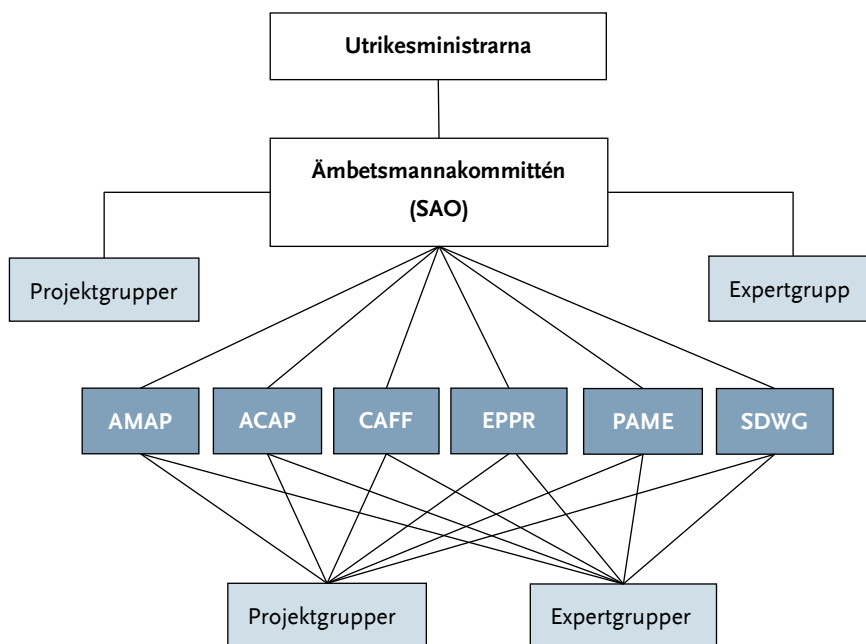 Utrikesministrarna
Ämbetsmannakommittén
(SAO)
Projektgrupper
Expertgrupp
AMAP
ACAP
CAFF
EPPR
PAME
SDWG
Projektgrupper
Expertgrupper